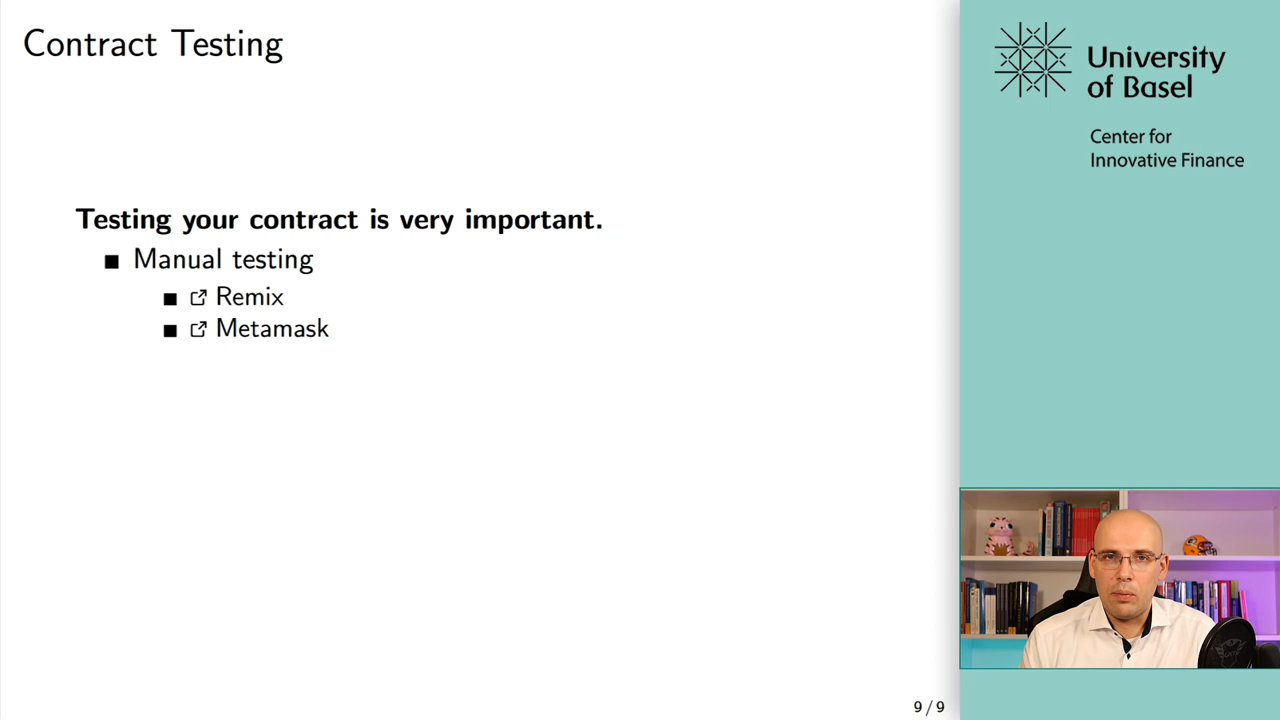 Contract Testing
Testing your contract is very important.
Manual testing
Remix
Metamask
9 / 9
University
of Basel
Center for
Innovative Finance